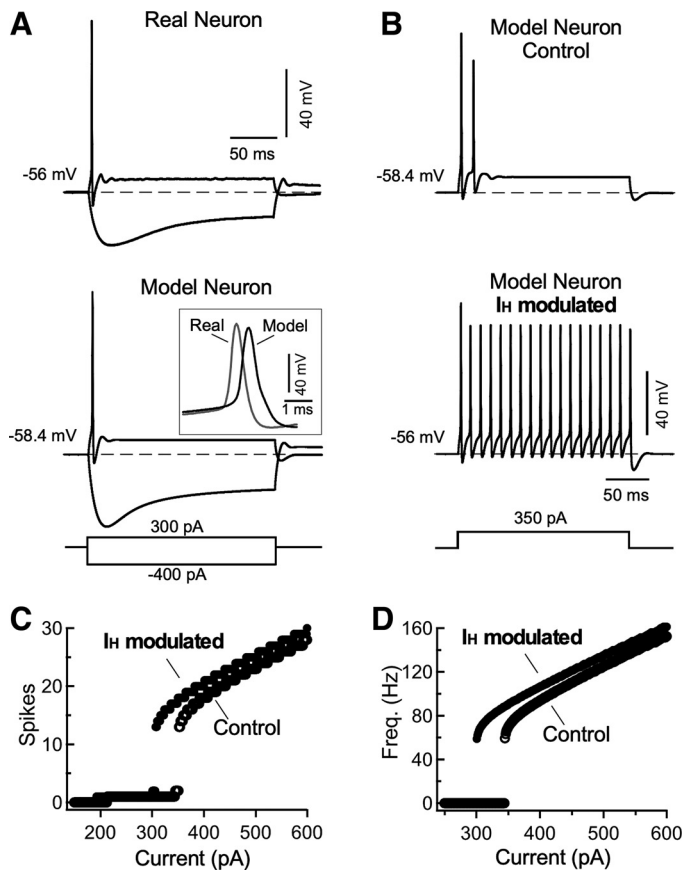 A
Real Neuron
40 mV
50 ms
-56 mV
Model Neuron
Real
Model
40 mV
1 ms
-58.4 mV
300 pA
-400 pA
B
Model Neuron
Control
-58.4 mV
Model Neuron
IH modulated
40 mV
-56 mV
50 ms
350 pA
C
30
IH modulated
20
Spikes
Control
10
0
200 300 400 500 600
Current (pA)
D
160
IH modulated
120
Freq. (Hz)
80
Control
40
0
300 400 500 600
Current (pA)